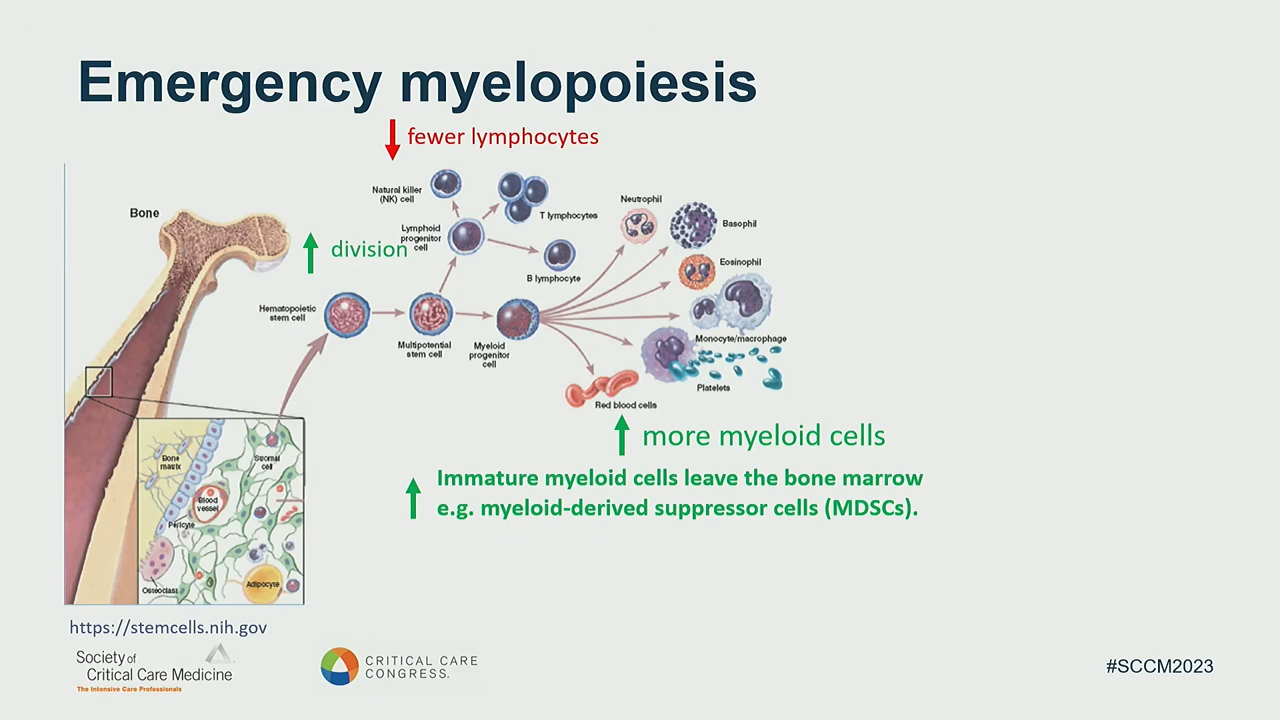 Emergency myelopoiesis
fewer lymphocytes
Natural killer
(NK) cell
T lymphocytes
Neutrophil
Basophil
Bone
Lymphoid
progenitor
cell
division
B lymphocyte
Eosinophil
Hematopoietic
stem cell
Multipotential
stem cell
Myeloid
progenitor
cell
Monocyte/macrophage
Platelets
Red blood cells
more myeloid cells
Immature myeloid cells leave the bone marrow
e.g. myeloid-derived suppressor cells (MDSCs).
Bone
matrix
Stromal
cell
Blood
vessel
Pericyte
Osteoclast
Adipocyte
https://stemcells.nih.gov
Society of
Critical Care Medicine
The Intensive Care Professionals
CRITICAL CARE
CONGRESS.
#SCCM2023